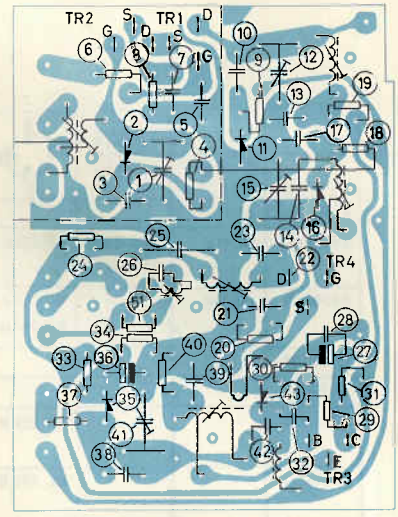 TR2 S TR1 D
G D S
6 8 7 G 10 9 12
19
5 13
2 11 17 18
4
3 1 15
14 16
25 23 22 TR4
24 26 D G
51 21 S
34 28
20 27
33 36 40 39 30
31
37 35 43 29
41 B C
38 42 32 E
TR3